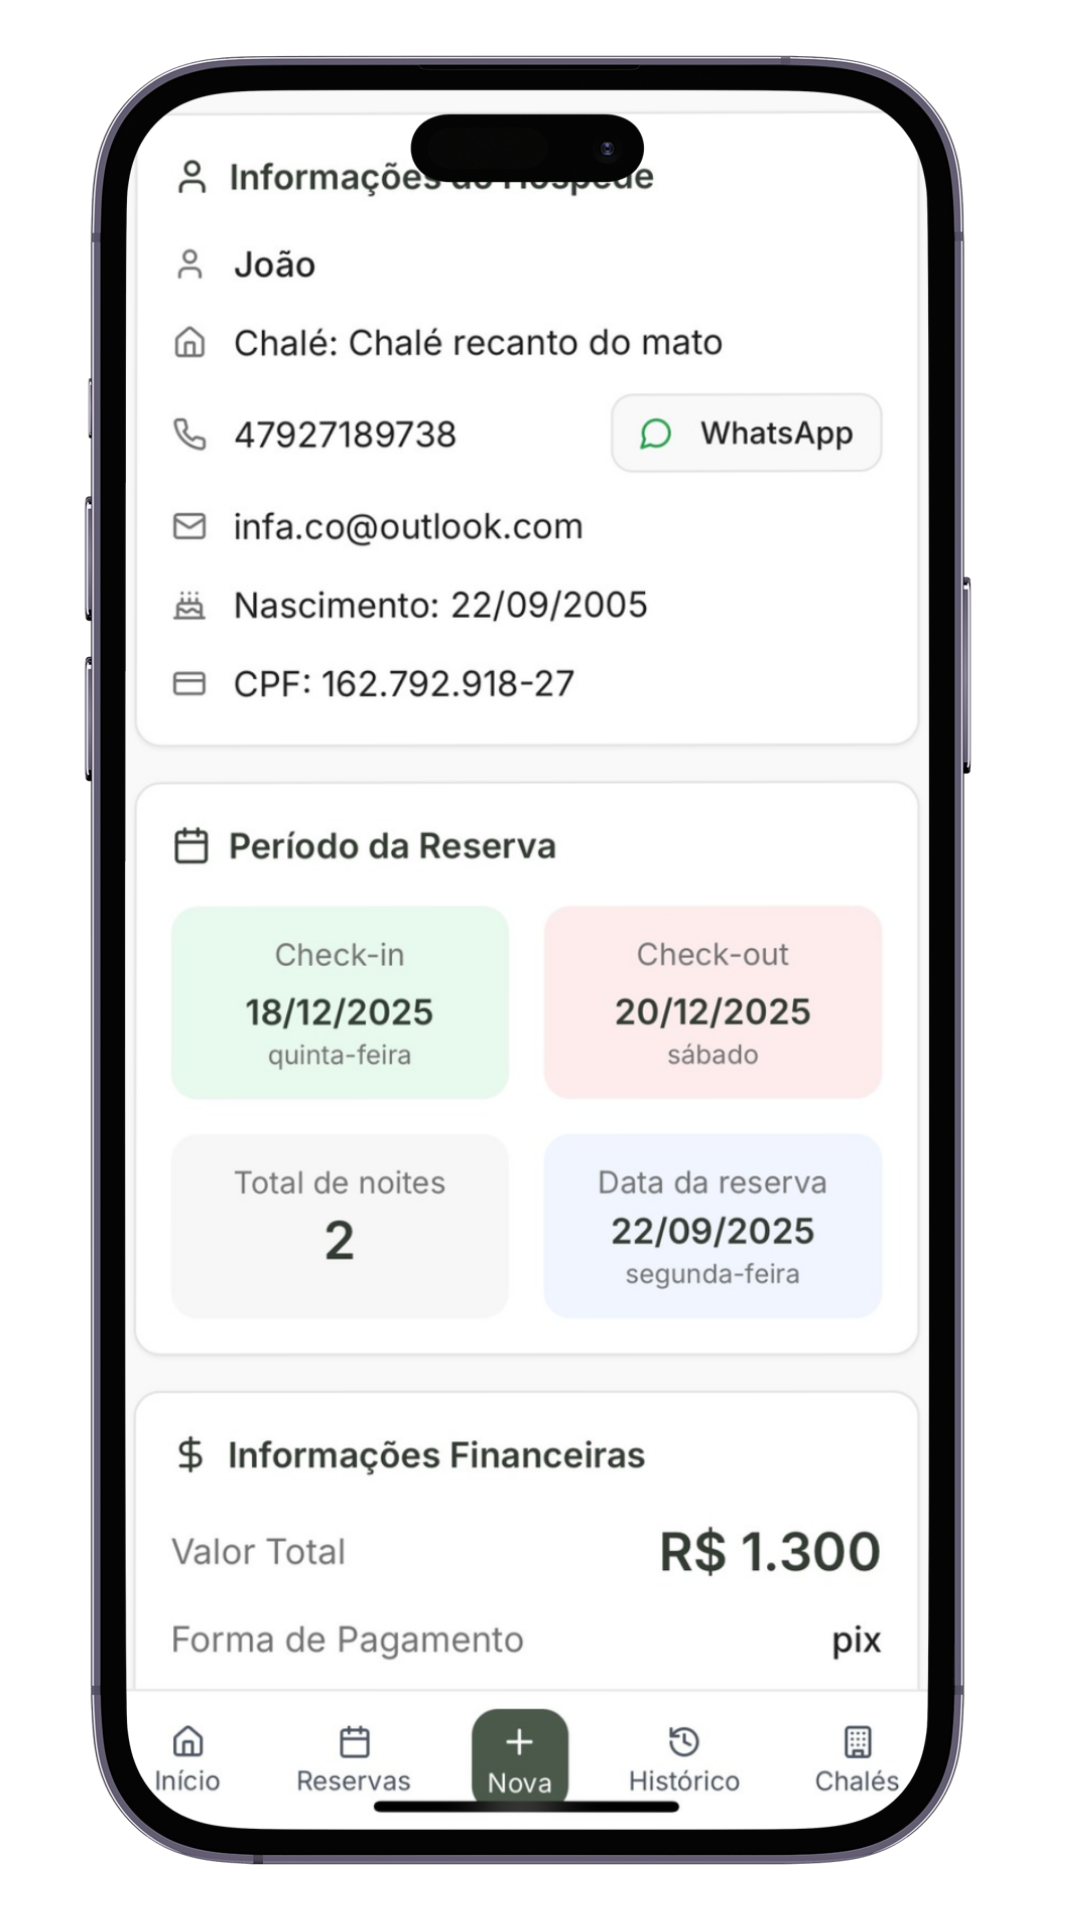 Informações do Hóspede
João
Chalé: Chalé recanto do mato
47927189738
WhatsApp
infa.co@outlook.com
Nascimento: 22/09/2005
CPF: 162.792.918-27
Período da Reserva
Check-in
18/12/2025
quinta-feira
Check-out
20/12/2025
sábado
Total de noites
2
Data da reserva
22/09/2025
segunda-feira
Informações Financeiras
Valor Total
R$ 1.300
Forma de Pagamento
pix
Início
Reservas
Nova
Histórico
Chalés